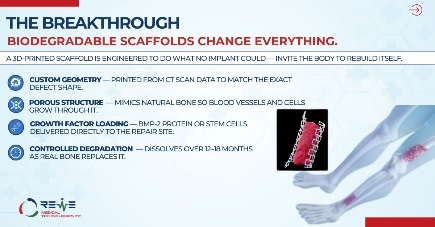 THE BREAKTHROUGH
BIODEGRADABLE SCAFFOLDS CHANGE EVERYTHING.
A 3D-PRINTED SCAFFOLD IS ENGINEERED TO DO WHAT NO IMPLANT COULD — INVITE THE BODY TO REBUILD ITSELF.
CUSTOM GEOMETRY — PRINTED FROM CT SCAN DATA TO MATCH THE EXACT
DEFECT SHAPE.
POROUS STRUCTURE — MIMICS NATURAL BONE SO BLOOD VESSELS AND CELLS
GROW THROUGH IT.
GROWTH FACTOR LOADING — BMP-2 PROTEIN OR STEM CELLS
DELIVERED DIRECTLY TO THE REPAIR SITE.
CONTROLLED DEGRADATION — DISSOLVES OVER 12–18 MONTHS,
AS REAL BONE REPLACES IT.
MEDICAL